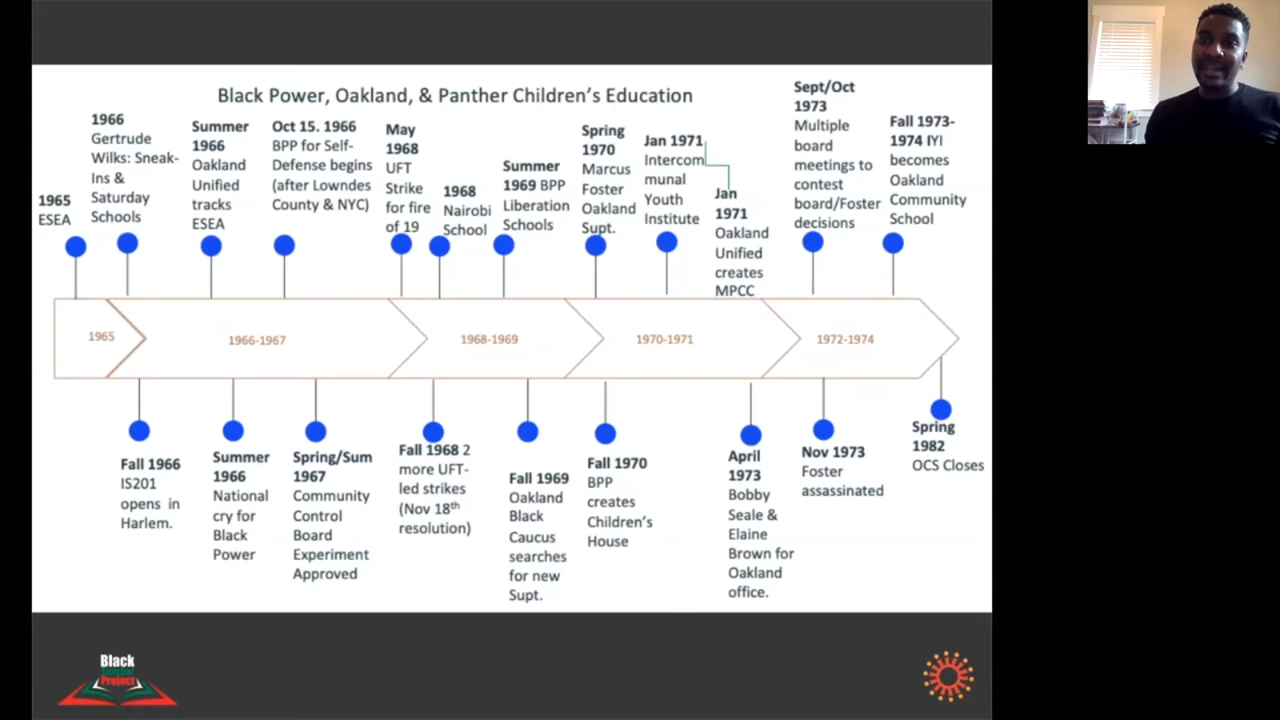 Black Power, Oakland, & Panther Children's Education
1965
ESEA
1966
Gertrude
Wilks: Sneak-
Ins &
Saturday
Schools
Summer
1966
Oakland
Unified
tracks
ESEA
Oct 15. 1966
BPP for Self-
Defense begins
(after Lowndes
County & NYC)
May
1968
UFT
Strike
for fire
of 19
1968
Nairobi
School
Summer
1969 BPP
Liberation
Schools
Spring
1970
Marcus
Foster
Oakland
Supt.
Jan 1971
Intercom
munal
Youth
Institute
Jan
1971
Oakland
Unified
creates
MPCC
Sept/Oct
1973
Multiple
board
meetings to
contest
board/Foster
decisions
Fall 1973-
1974 IYI
becomes
Oakland
Community
School
1965
1966-1967
1968-1969
1970-1971
1972-1974
Fall 1966
IS201
opens in
Harlem.
Summer
1966
National
cry for
Black
Power
Spring/Sum
1967
Community
Control
Board
Experiment
Approved
Fall 1968 2
more UFT-
led strikes
(Nov 18th
resolution)
Fall 1969
Oakland
Black
Caucus
searches
for new
Supt.
Fall 1970
BPP
creates
Children's
House
April
1973
Bobby
Seale &
Elaine
Brown for
Oakland
office.
Nov 1973
Foster
assassinated
Spring
1982
OCS Closes
Black
Teacher
Project